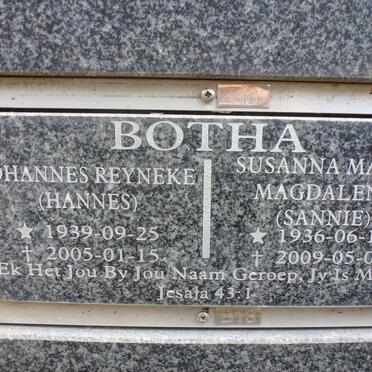 BOTHA
OHANNES REYNEKE
(HANNES)
★ 1939-09-25
† 2005-01-15
SUSANNA MA
MAGDALEN
(SANNIE)
★ 1936-06-1
† 2009-05-0
Ek Het Jou By Jou Naam Geroep, Jy Is M
Jesaja 43:1